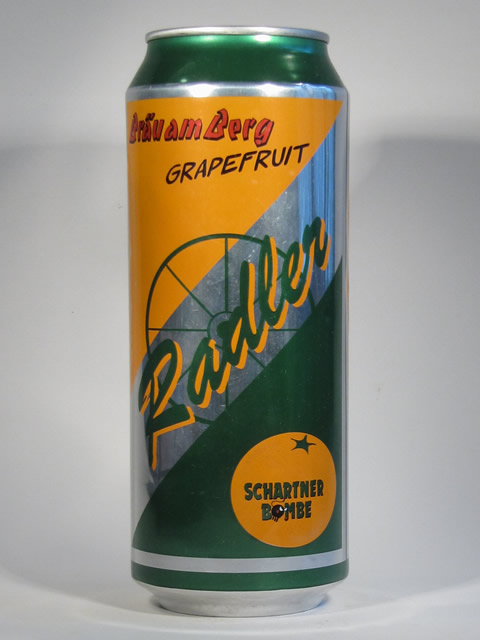 Bräu am Berg
GRAPEFRUIT
Radler
SCHARTNER
BOMBE